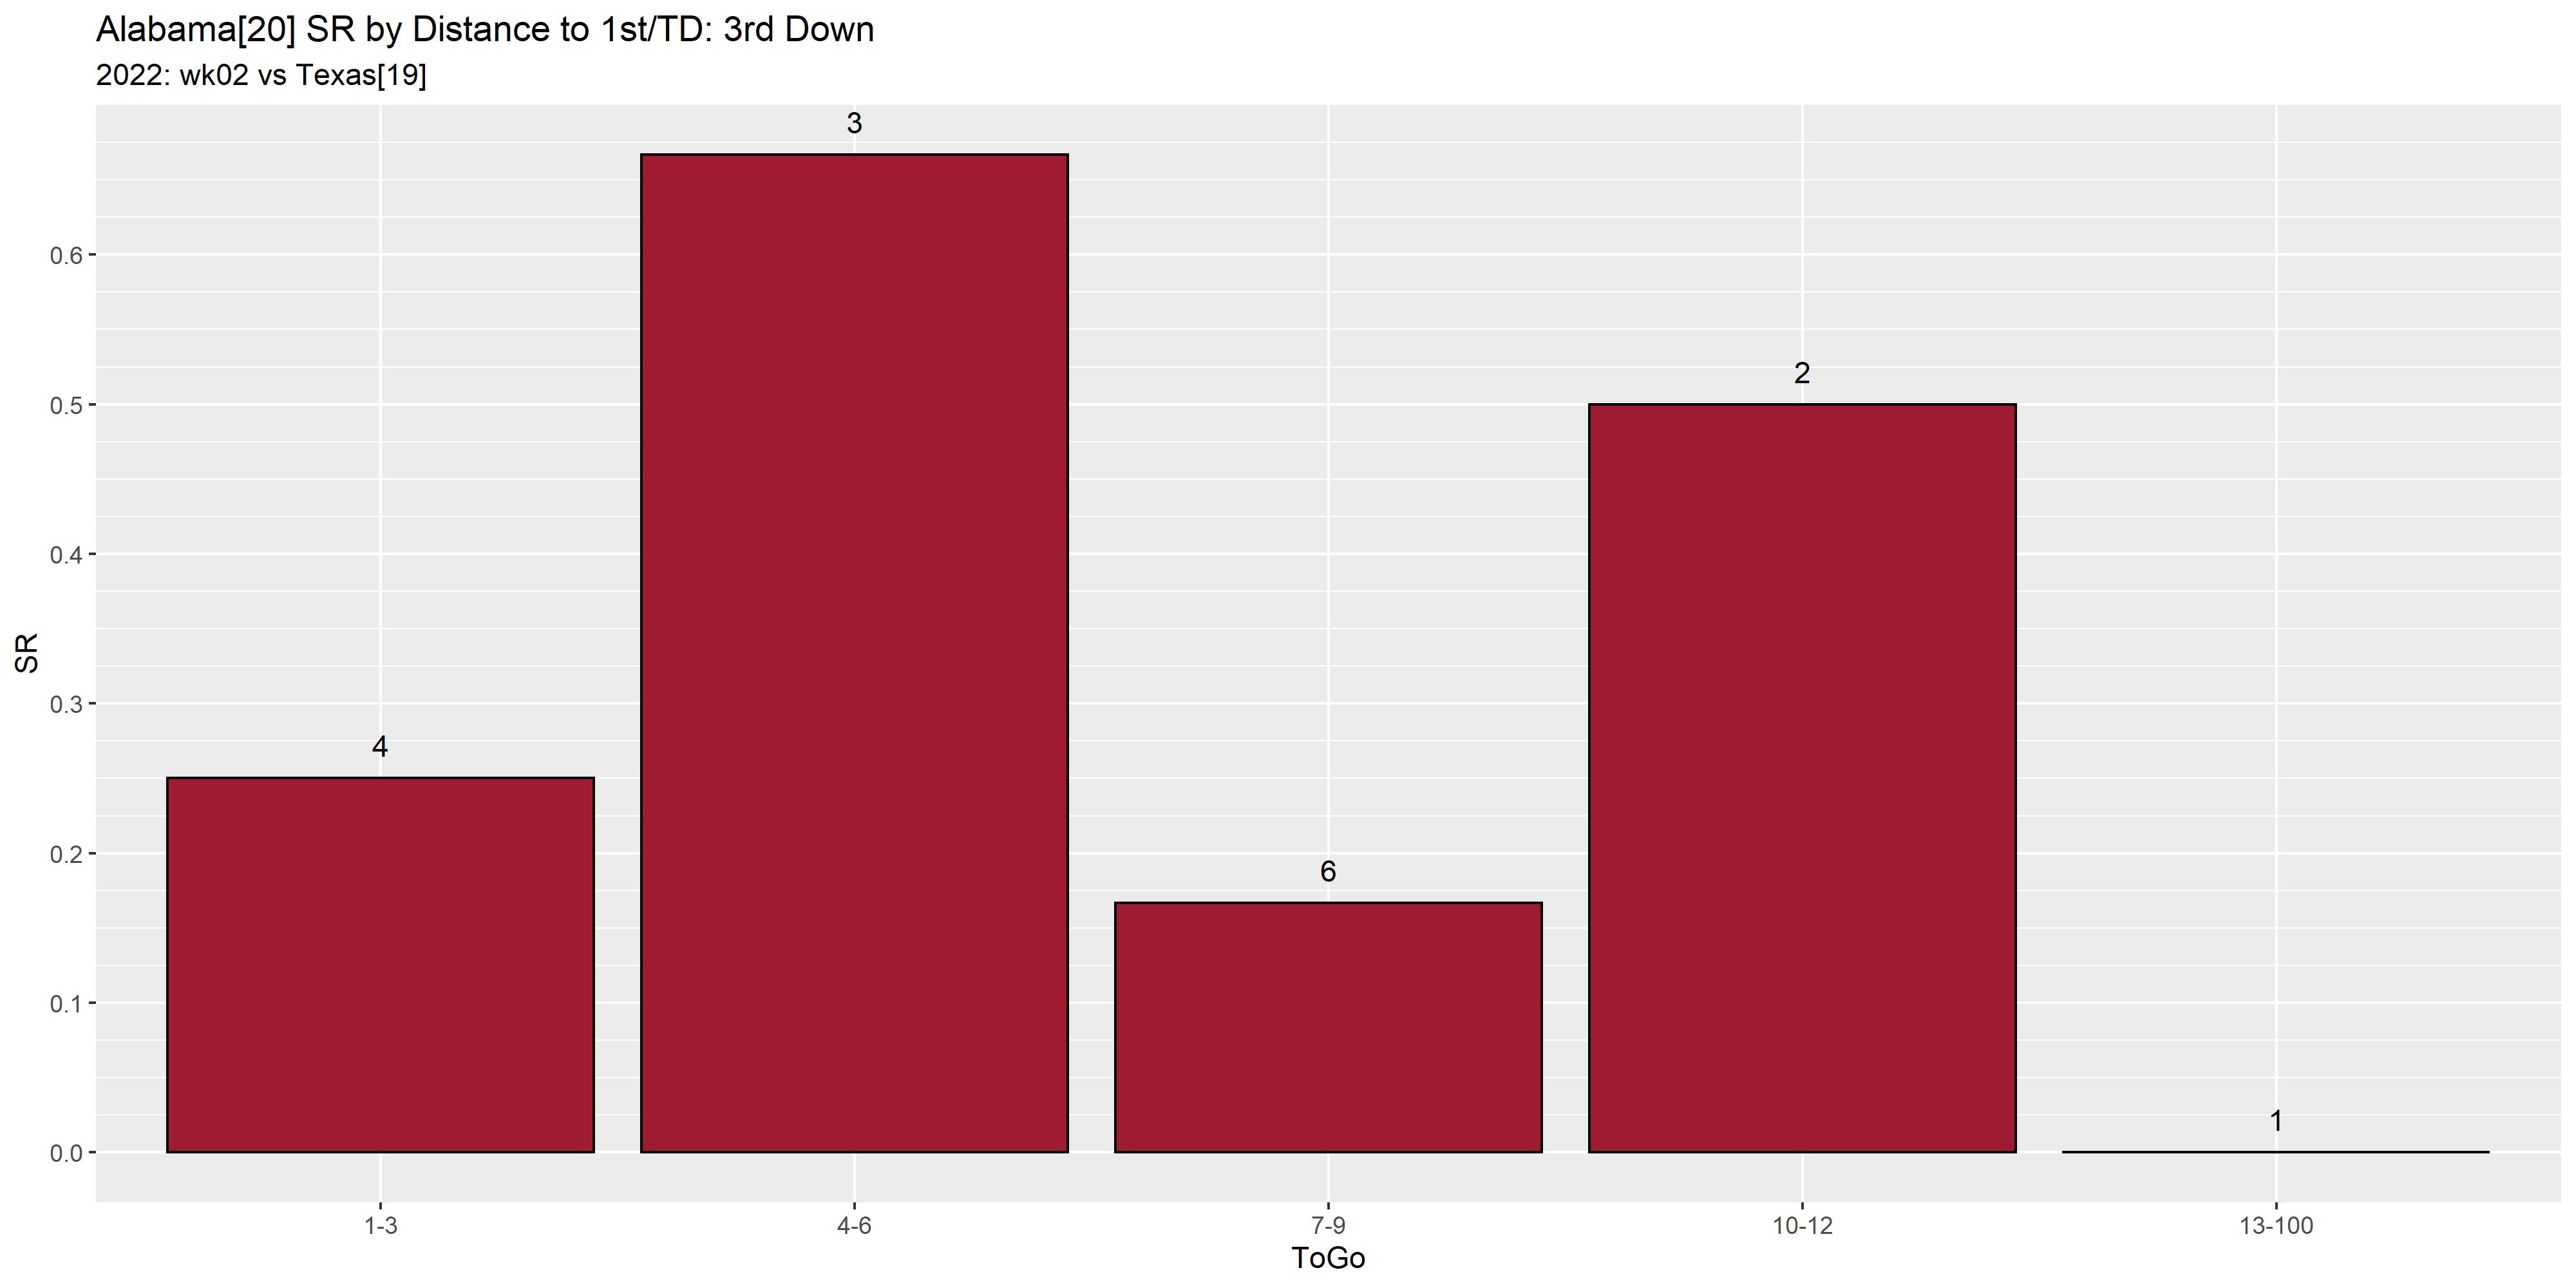 Alabama[20] SR by Distance to 1st/TD: 3rd Down
2022: wk02 vs Texas[19]
3
0.6
2
0.5
0.4
SR
0.3
4
6
0.2
0.1
1
0.0
1-3 4-6 7-9 10-12 13-100
ToGo